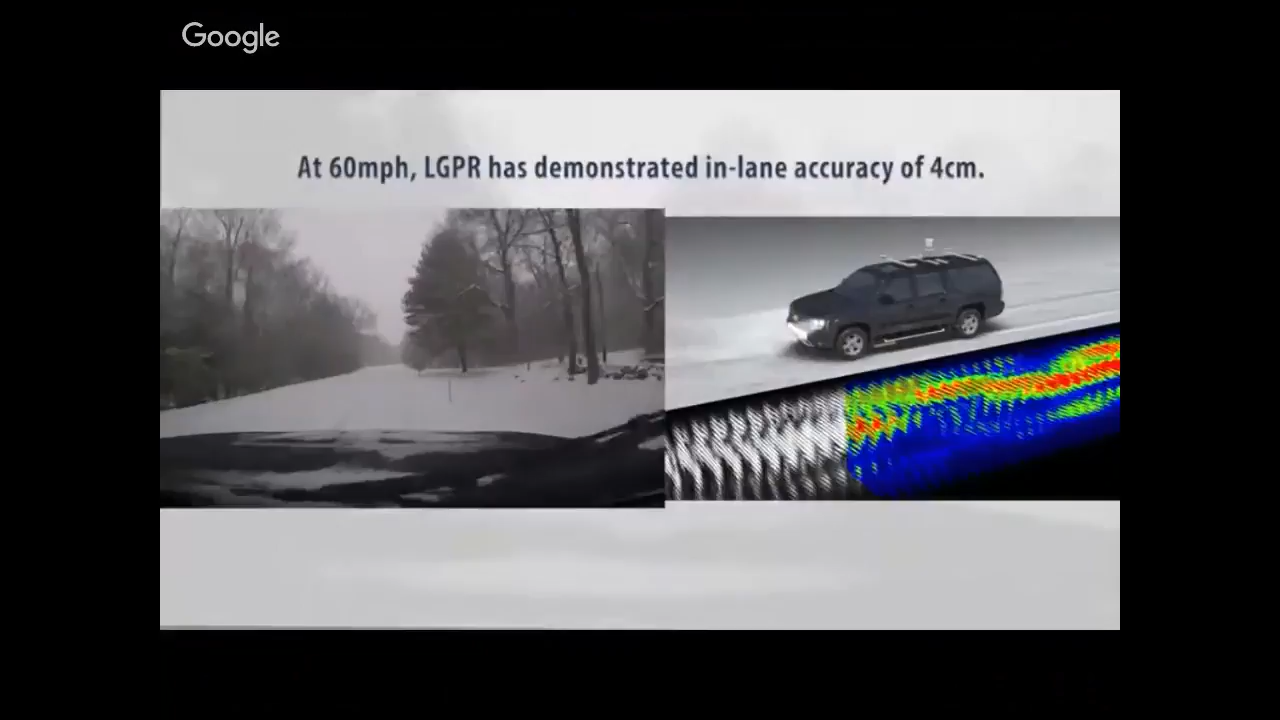 Google
At 60mph, LGPR has demonstrated in-lane accuracy of 4cm.